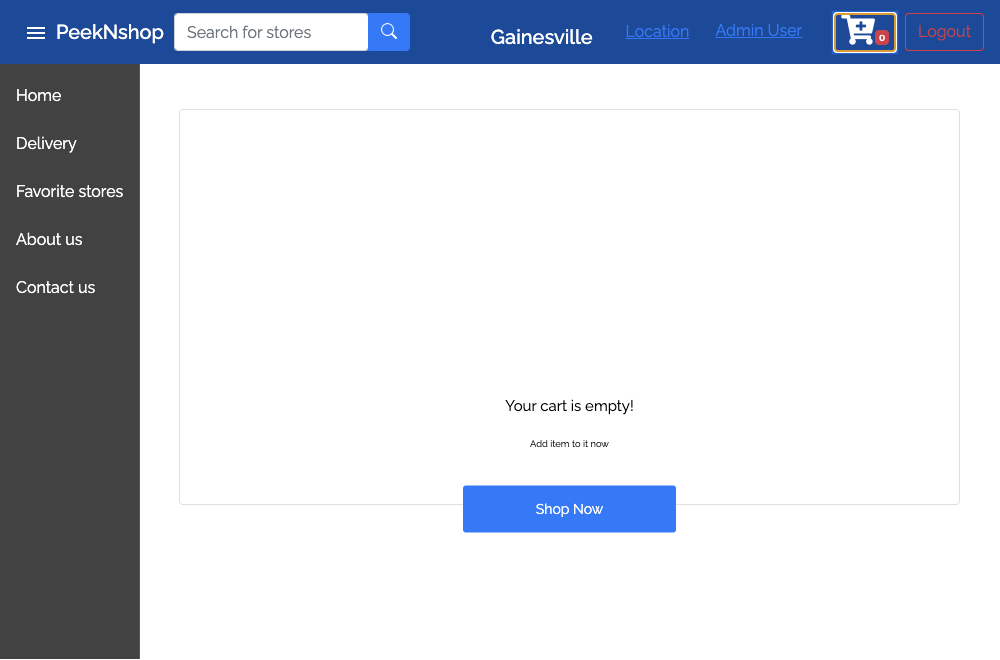 PeekNshop
Search for stores
Gainesville
Location
Admin User
0
Logout
Home
Delivery
Favorite stores
About us
Contact us
Your cart is empty!
Add item to it now
Shop Now